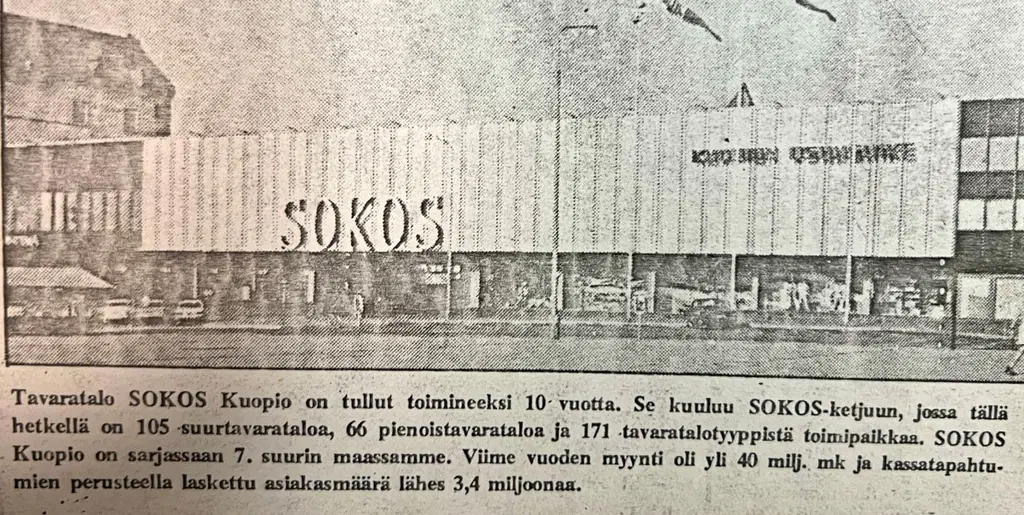 KUOPION OSUUSLIIKE
SOKOS
Tavaratalo SOKOS Kuopio on tullut toimineeksi 10 vuotta. Se kuuluu SOKOS-ketjuun, jossa tällä
hetkellä on 105 suurtavarataloa, 66 pienoistavarataloa ja 171 tavaratalotyyppistä toimipaikkaa. SOKOS
Kuopio on sarjassaan 7. suurin maassamme. Viime vuoden myynti oli yli 40 milj. mk ja kassatapahtu-
mien perusteella laskettu asiakasmäärä lähes 3,4 miljoonaa.